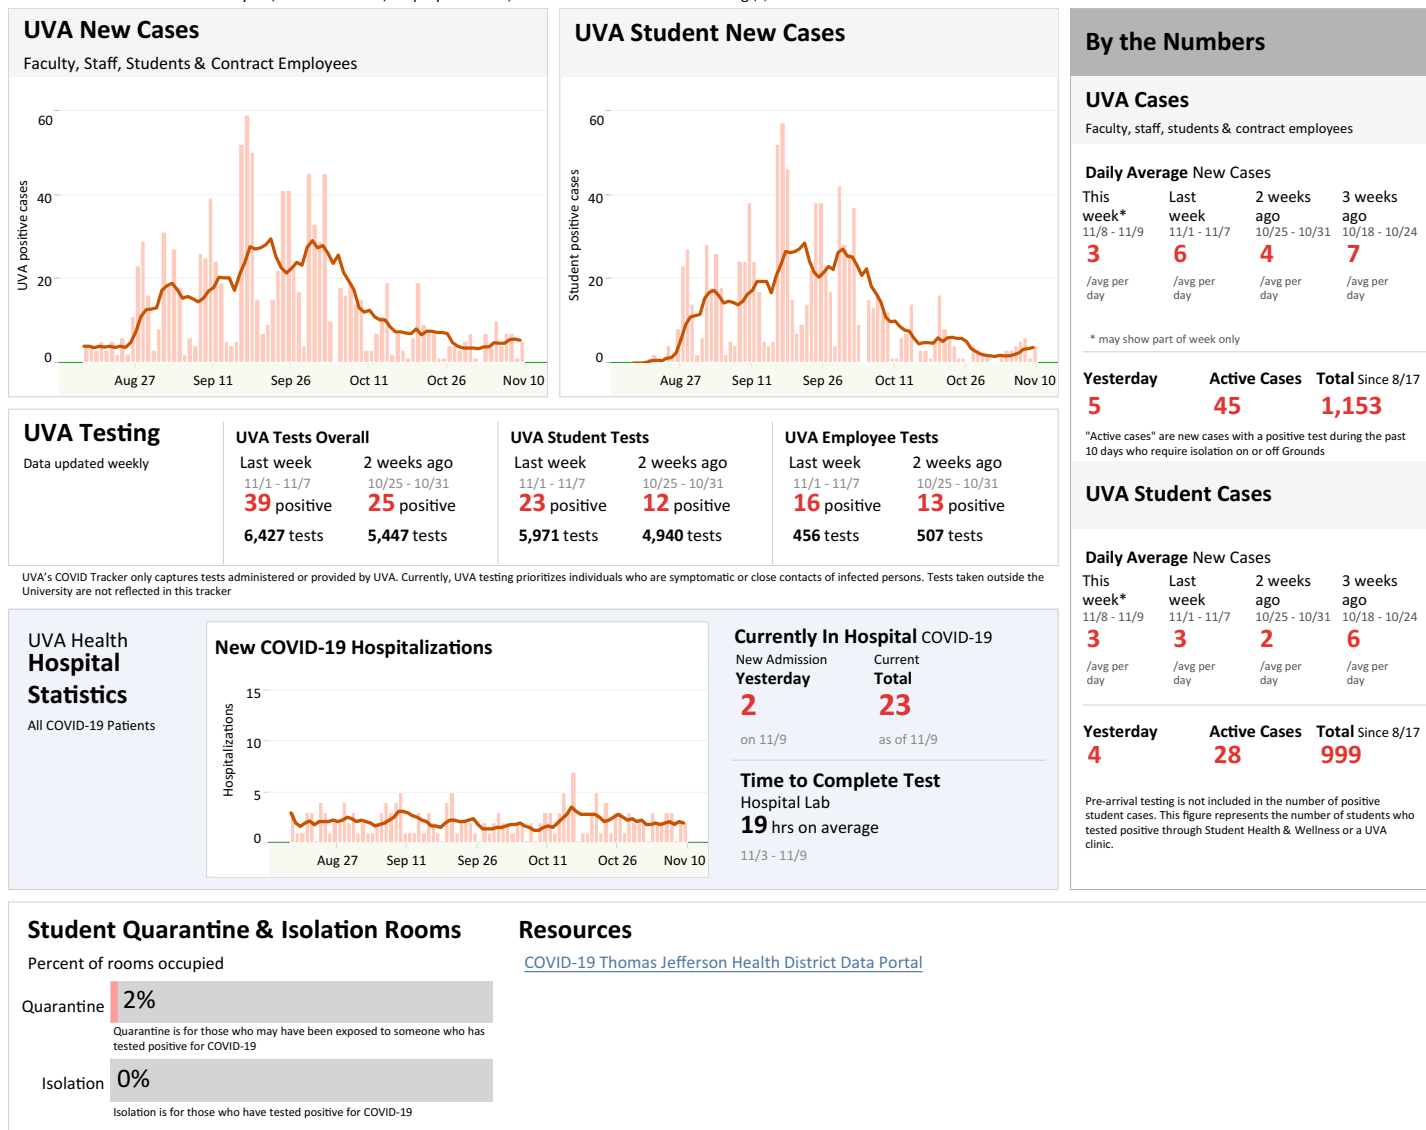 UVA New Cases
Faculty, Staff, Students & Contract Employees
60
40
20
0
UVA positive cases
Aug 27 Sep 11 Sep 26 Oct 11 Oct 26 Nov 10
UVA Student New Cases
60
40
20
0
Student positive cases
Aug 27 Sep 11 Sep 26 Oct 11 Oct 26 Nov 10
By the Numbers
UVA Cases
Faculty, staff, students & contract employees
Daily Average New Cases
This Last 2 weeks 3 weeks
week* week ago ago
11/8 - 11/9 11/1 - 11/7 10/25 - 10/31 10/18 - 10/24
3 6 4 7
/avg per /avg per /avg per /avg per
day day day day
* may show part of week only
Yesterday Active Cases Total Since 8/17
5 45 1,153
"Active cases" are new cases with a positive test during the past
10 days who require isolation on or off Grounds
UVA Student Cases
Daily Average New Cases
This Last 2 weeks 3 weeks
week* week ago ago
11/8 - 11/9 11/1 - 11/7 10/25 - 10/31 10/18 - 10/24
3 3 2 6
/avg per /avg per /avg per /avg per
day day day day
Yesterday Active Cases Total Since 8/17
4 28 999
Pre-arrival testing is not included in the number of positive
student cases. This figure represents the number of students who
tested positive through Student Health & Wellness or a UVA
clinic.
UVA Testing
Data updated weekly
UVA Tests Overall
Last week 2 weeks ago
11/1 - 11/7 10/25 - 10/31
39 positive 25 positive
6,427 tests 5,447 tests
UVA Student Tests
Last week 2 weeks ago
11/1 - 11/7 10/25 - 10/31
23 positive 12 positive
5,971 tests 4,940 tests
UVA Employee Tests
Last week 2 weeks ago
11/1 - 11/7 10/25 - 10/31
16 positive 13 positive
456 tests 507 tests
UVA's COVID Tracker only captures tests administered or provided by UVA. Currently, UVA testing prioritizes individuals who are symptomatic or close contacts of infected persons. Tests taken outside the
University are not reflected in this tracker
UVA Health
Hospital
Statistics
All COVID-19 Patients
New COVID-19 Hospitalizations
15
10
5
0
Hospitalizations
Aug 27 Sep 11 Sep 26 Oct 11 Oct 26 Nov 10
Currently In Hospital COVID-19
New Admission Current
Yesterday Total
2 23
on 11/9 as of 11/9
Time to Complete Test
Hospital Lab
19 hrs on average
11/3 - 11/9
Student Quarantine & Isolation Rooms
Percent of rooms occupied
Quarantine 2%
Quarantine is for those who may have been exposed to someone who has
tested positive for COVID-19
Isolation 0%
Isolation is for those who have tested positive for COVID-19
Resources
COVID-19 Thomas Jefferson Health District Data Portal